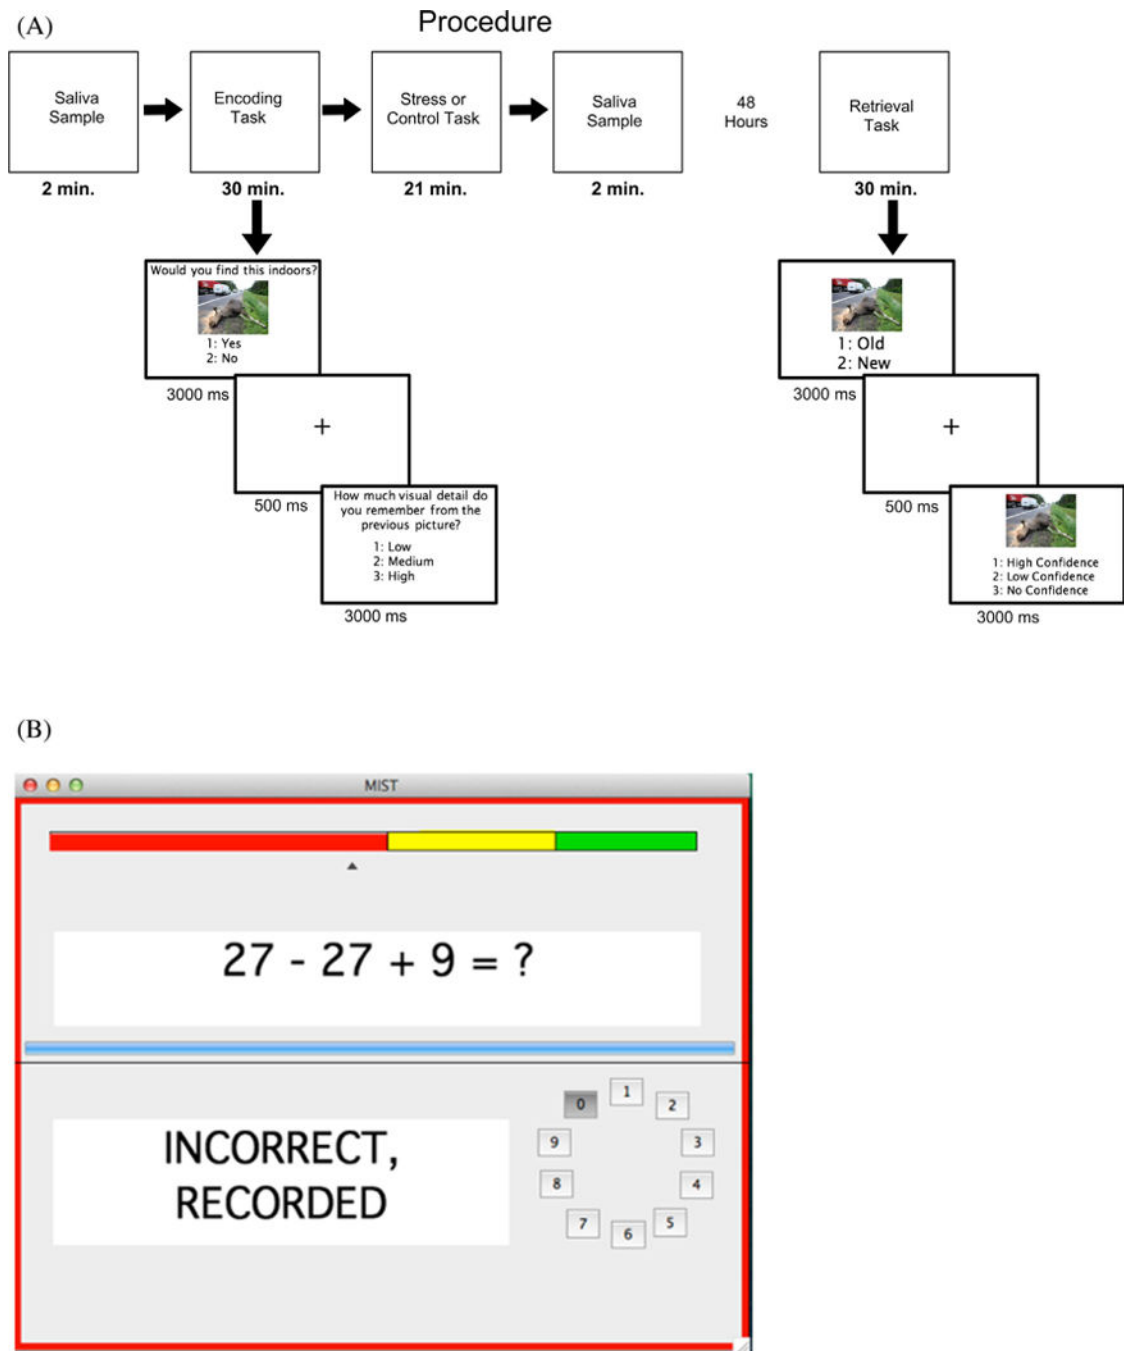 (A)
Procedure
Saliva
Sample
Encoding
Task
Stress or
Control Task
Saliva
Sample
48
Hours
Retrieval
Task
2 min.
30 min.
21 min.
2 min.
30 min.
Would you find this indoors?
1: Yes
2: No
3000 ms
+
500 ms
How much visual detail do
you remember from the
previous picture?
1: Low
2: Medium
3: High
3000 ms
1: Old
2: New
3000 ms
+
500 ms
1: High Confidence
2: Low Confidence
3: No Confidence
3000 ms
(B)
MIST
27 - 27 + 9 = ?
INCORRECT,
RECORDED
0
1
2
3
4
5
6
7
8
9